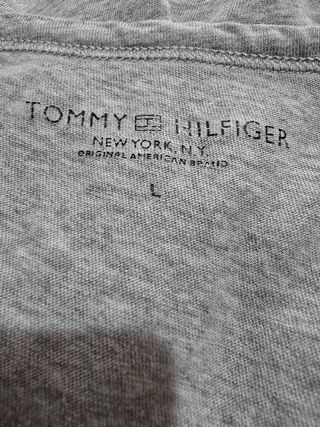 TOMMY HILFIGER
NEW YORK, N.Y.
ORIGINAL AMERICAN BRAND
L